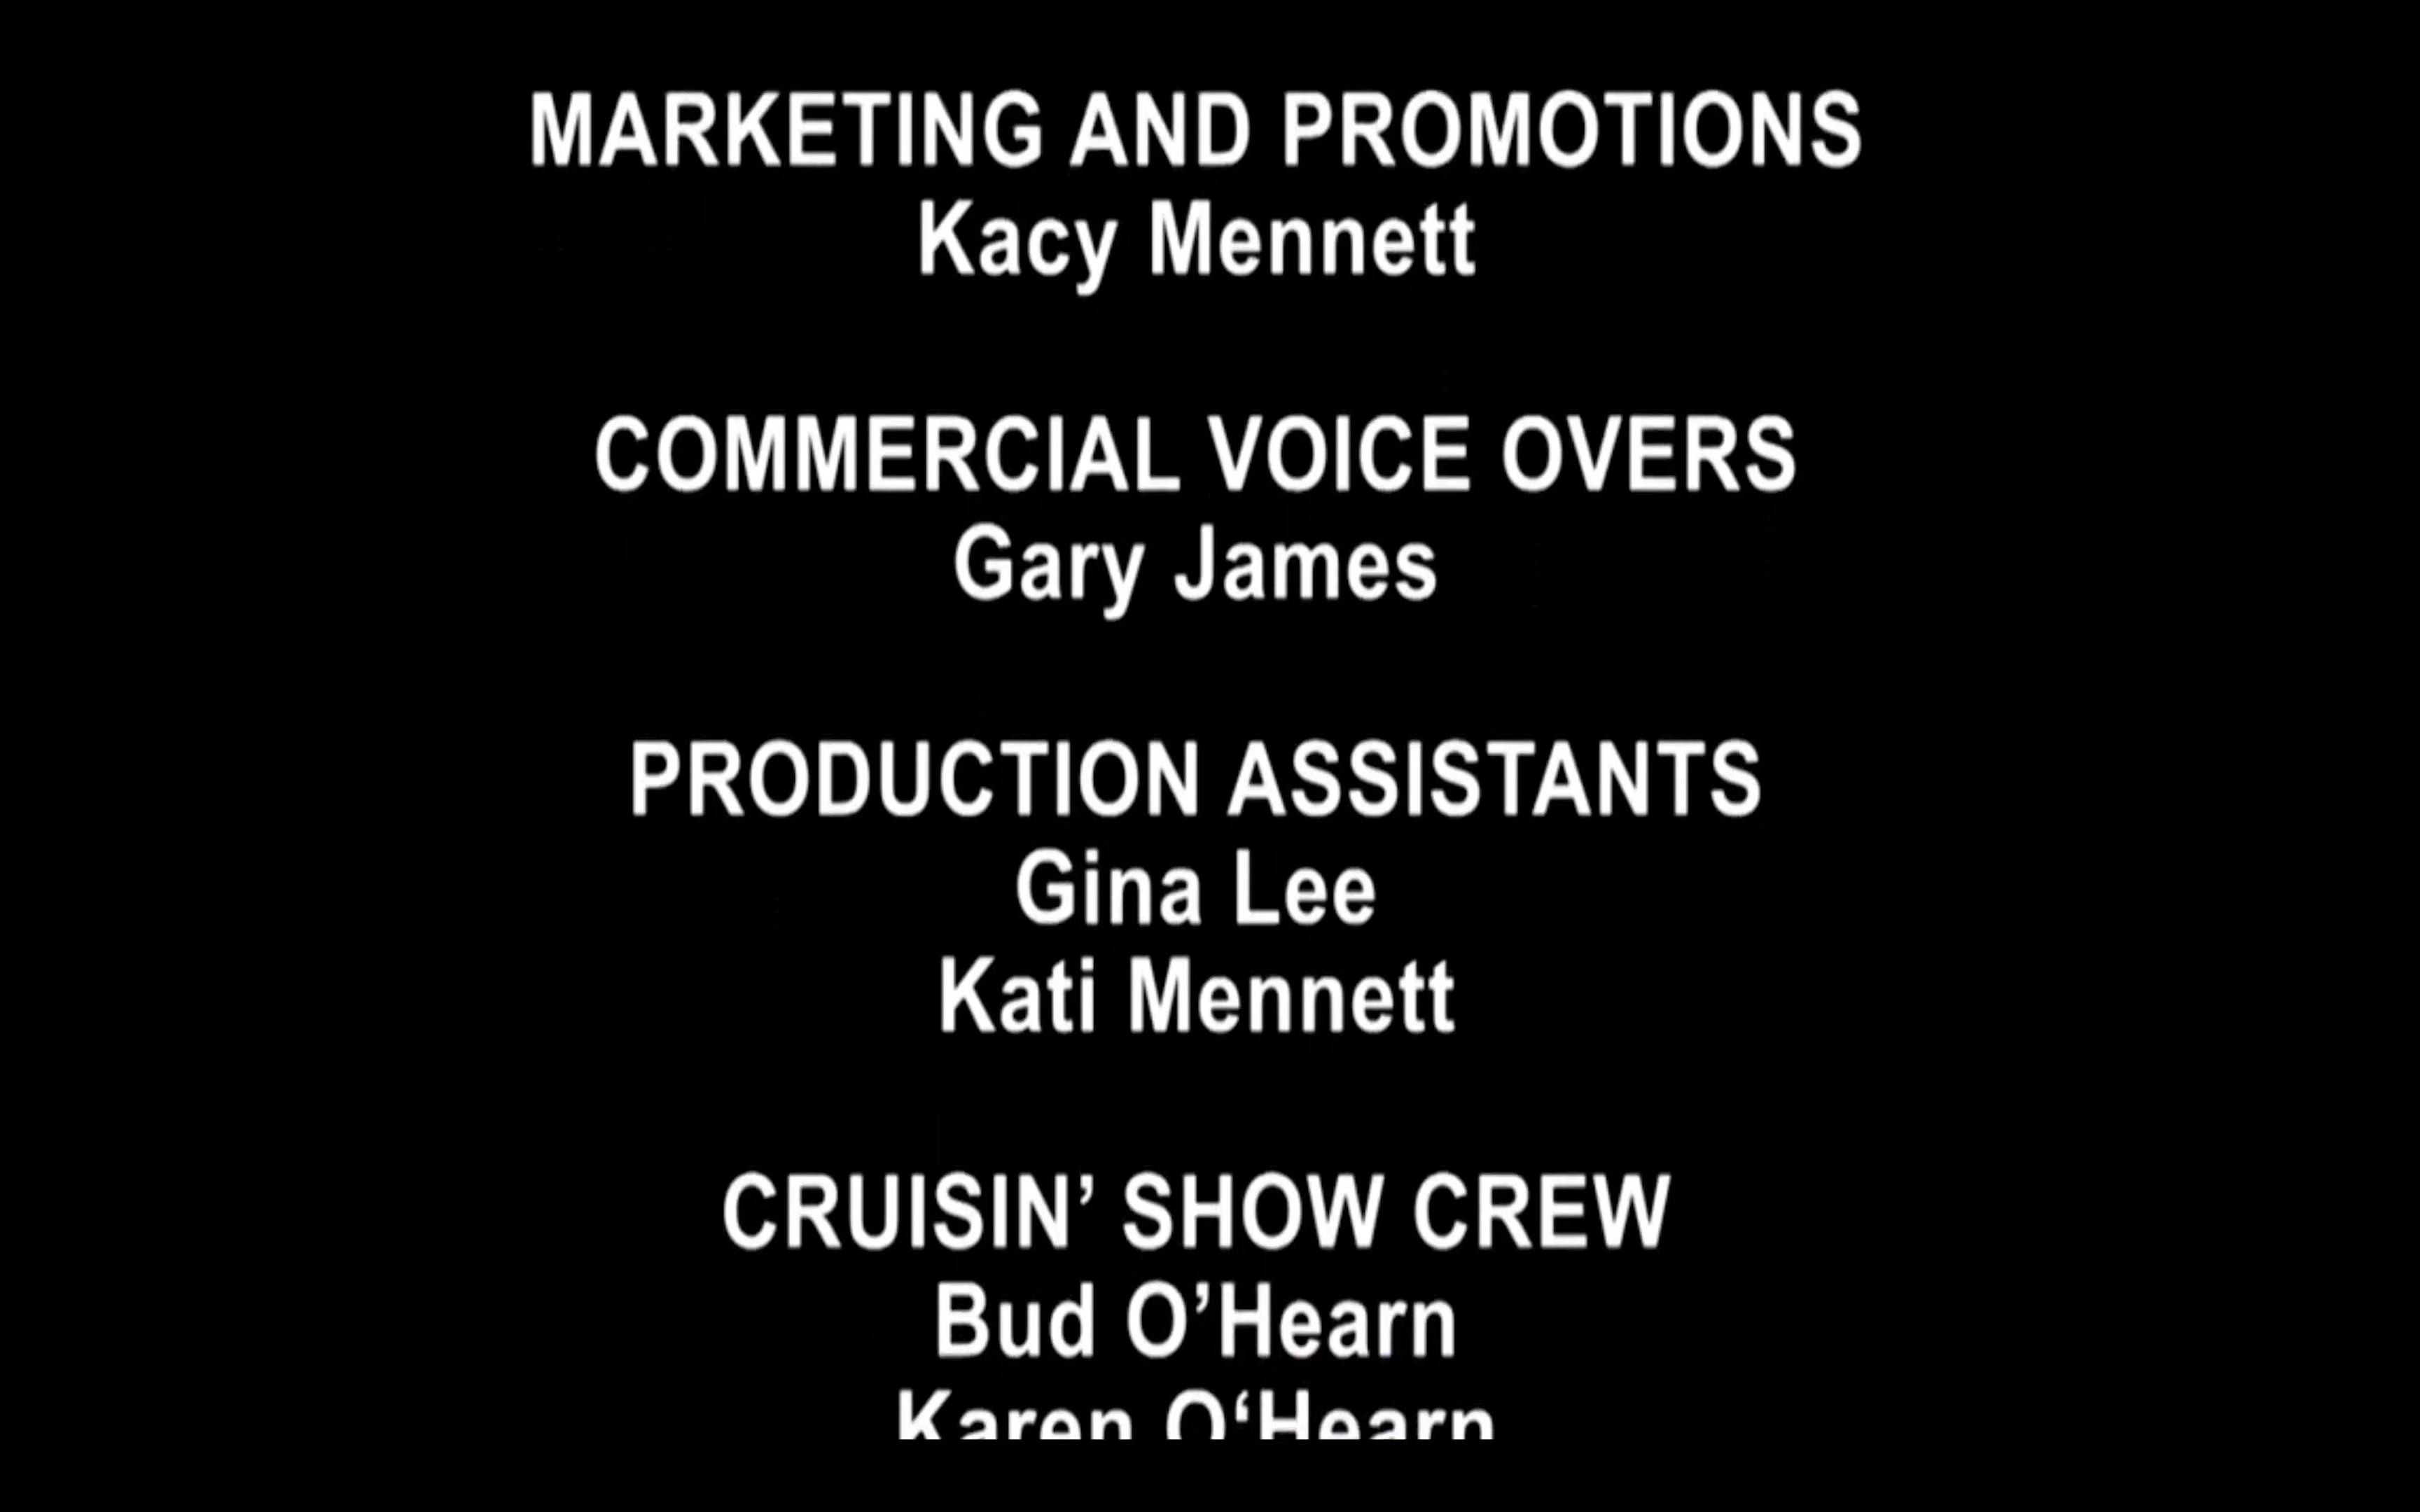 MARKETING AND PROMOTIONS
Kacy Mennett
COMMERCIAL VOICE OVERS
Gary James
PRODUCTION ASSISTANTS
Gina Lee
Kati Mennett
CRUISIN’ SHOW CREW
Bud O’Hearn
Karen O‘Hearn